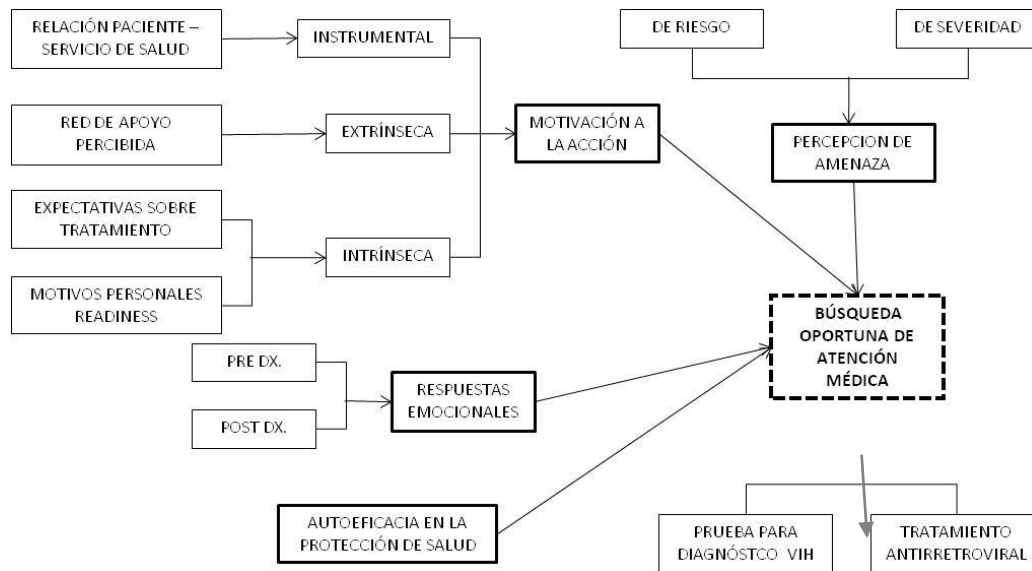 RELACIÓN PACIENTE –
SERVICIO DE SALUD
INSTRUMENTAL
DE RIESGO
DE SEVERIDAD
RED DE APOYO
PERCIBIDA
EXTRÍNSECA
MOTIVACIÓN A
LA ACCIÓN
PERCEPCION DE
AMENAZA
EXPECTATIVAS SOBRE
TRATAMIENTO
INTRÍNSECA
MOTIVOS PERSONALES
READINESS
BÚSQUEDA
OPORTUNA DE
ATENCIÓN
MÉDICA
PRE DX.
RESPUESTAS
EMOCIONALES
POST DX.
AUTOEFICACIA EN LA
PROTECCIÓN DE SALUD
PRUEBA PARA
DIAGNÓSTCO VIH
TRATAMIENTO
ANTIRRETROVIRAL